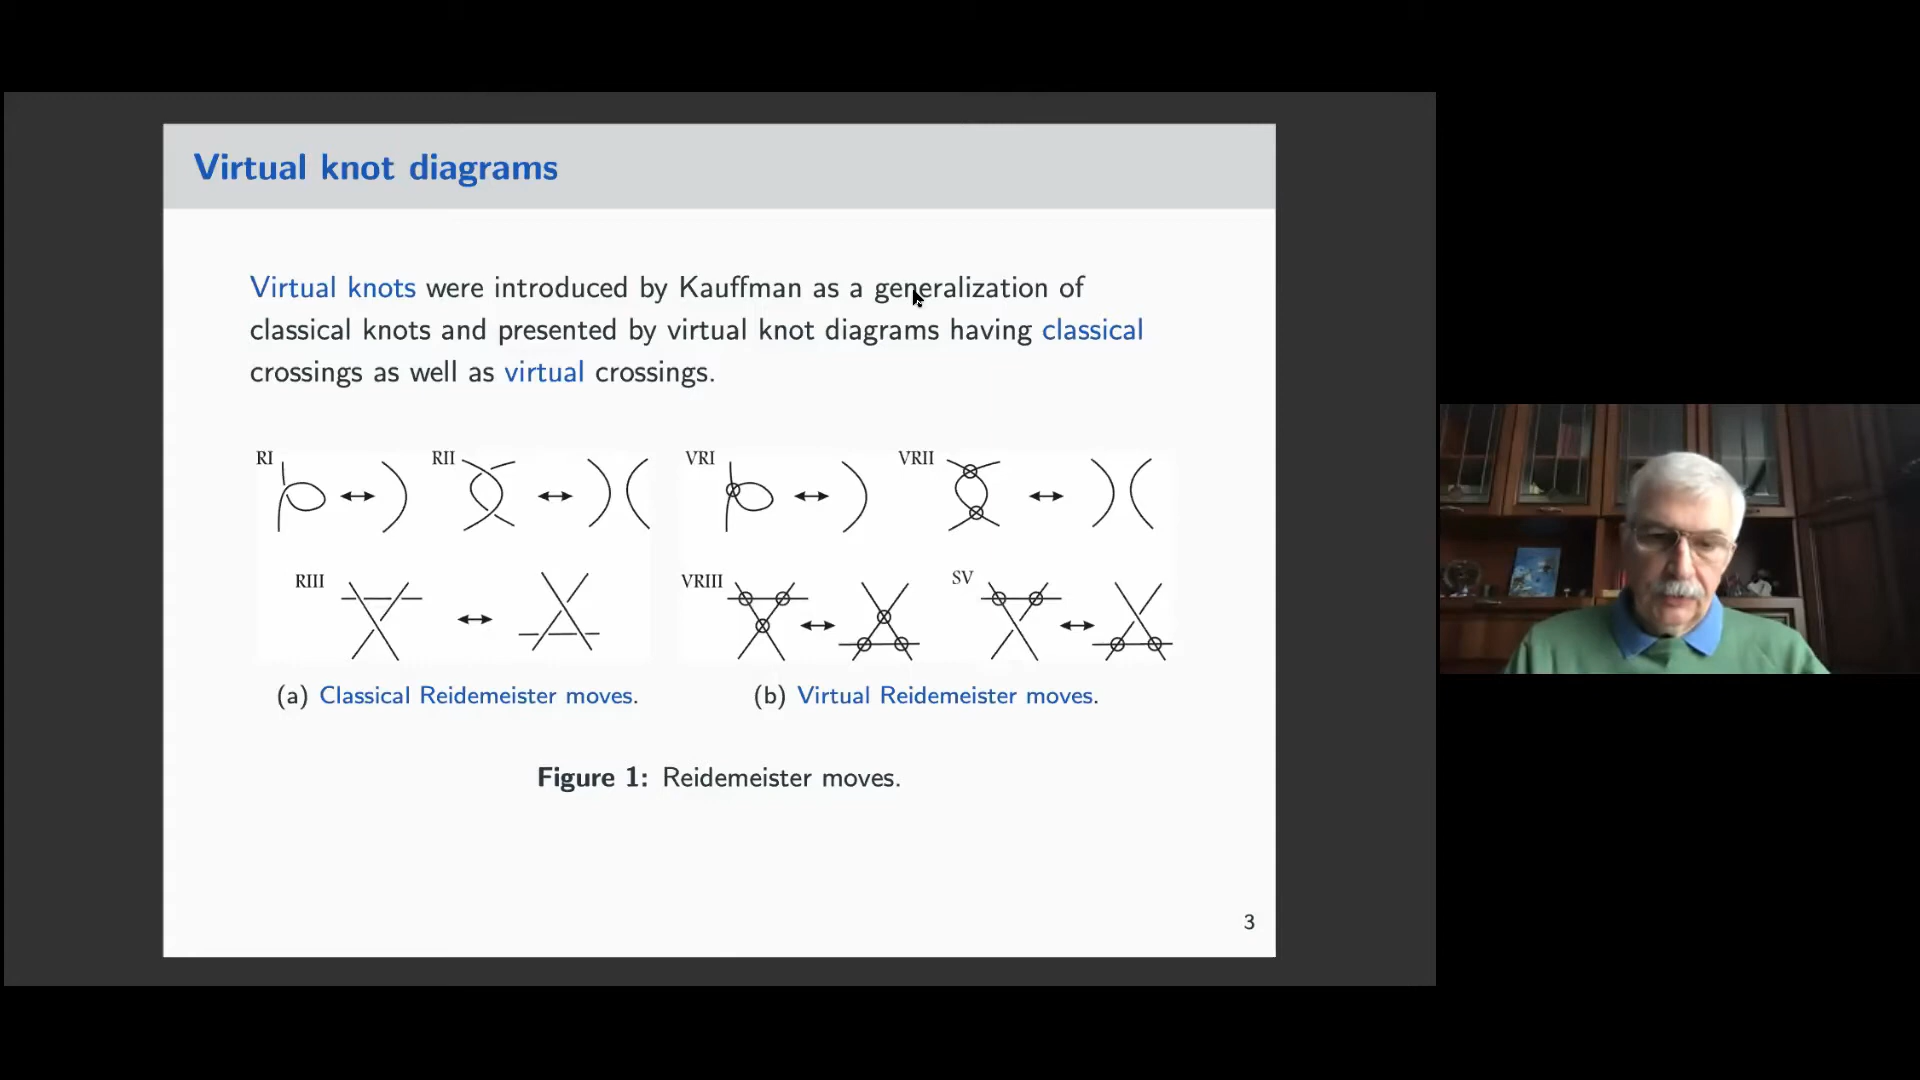 Virtual knot diagrams
Virtual knots were introduced by Kauffman as a generalization of
classical knots and presented by virtual knot diagrams having classical
crossings as well as virtual crossings.
RI RII VRI VRII
RIII VRIII SV
(a) Classical Reidemeister moves. (b) Virtual Reidemeister moves.
Figure 1: Reidemeister moves.
3